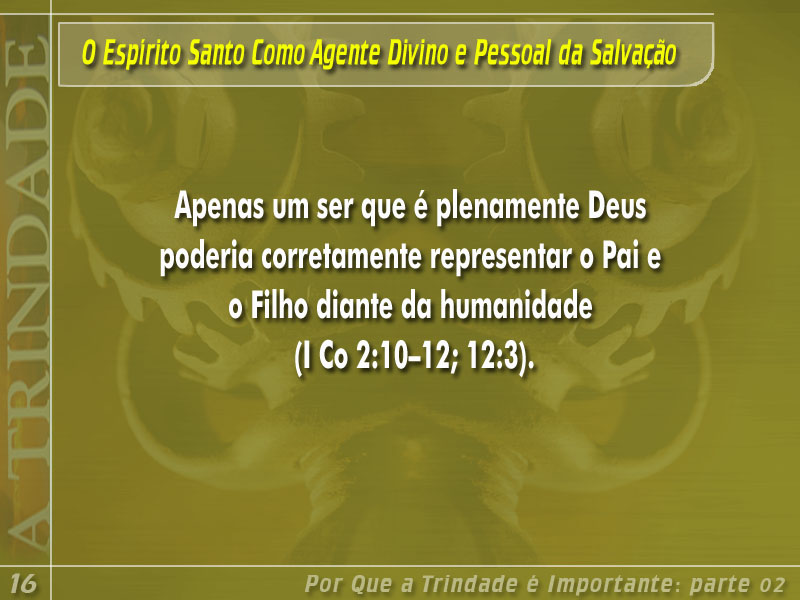 O Espírito Santo Como Agente Divino e Pessoal da Salvação
A TRINDADE
Apenas um ser que é plenamente Deus
poderia corretamente representar o Pai e
o Filho diante da humanidade
(I Co 2:10–12; 12:3).
16
Por Que a Trindade é Importante: parte 02